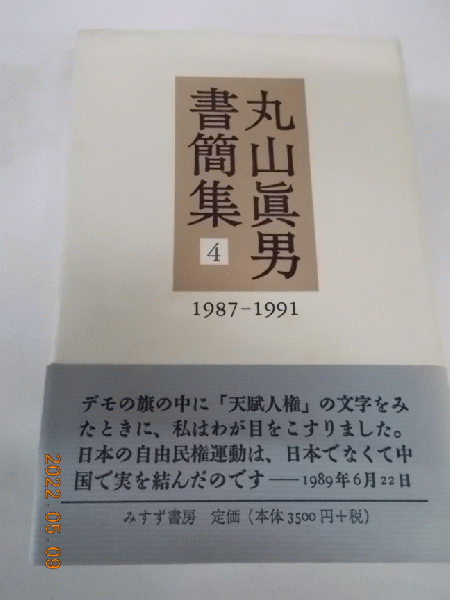 丸山眞男
書簡集
4
1987-1991
デモの旗の中に「天賦人権」の文字をみ
たときに、私はわが目をこすりました。
日本の自由民権運動は、日本でなくて中
国で実を結んだのです――1989年6月22日
みすず書房 定価(本体3500円+税)
2022.05.09